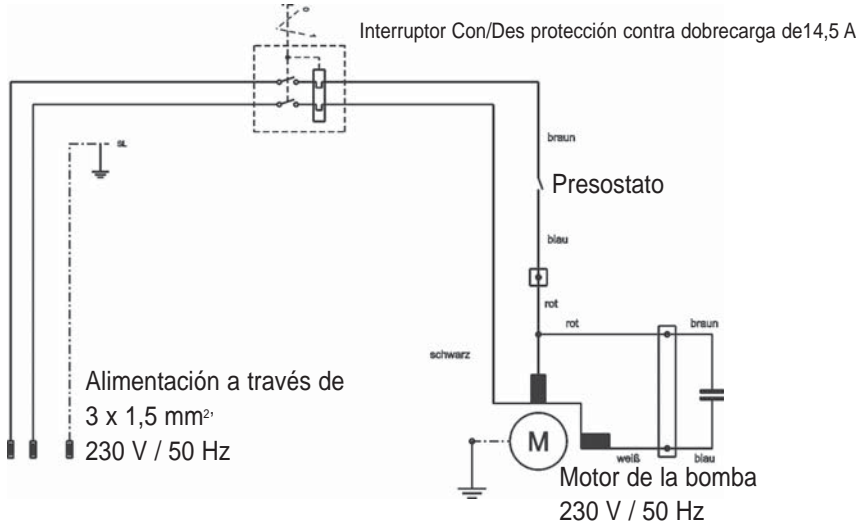 Interruptor Con/Des protección contra dobrecarga de14,5 A
braun
SL
Presostato
blau
rot
rot
braun
schwarz
Alimentación a través de
3 x 1,5 mm²,
230 V / 50 Hz
M
weiß
blau
Motor de la bomba
230 V / 50 Hz